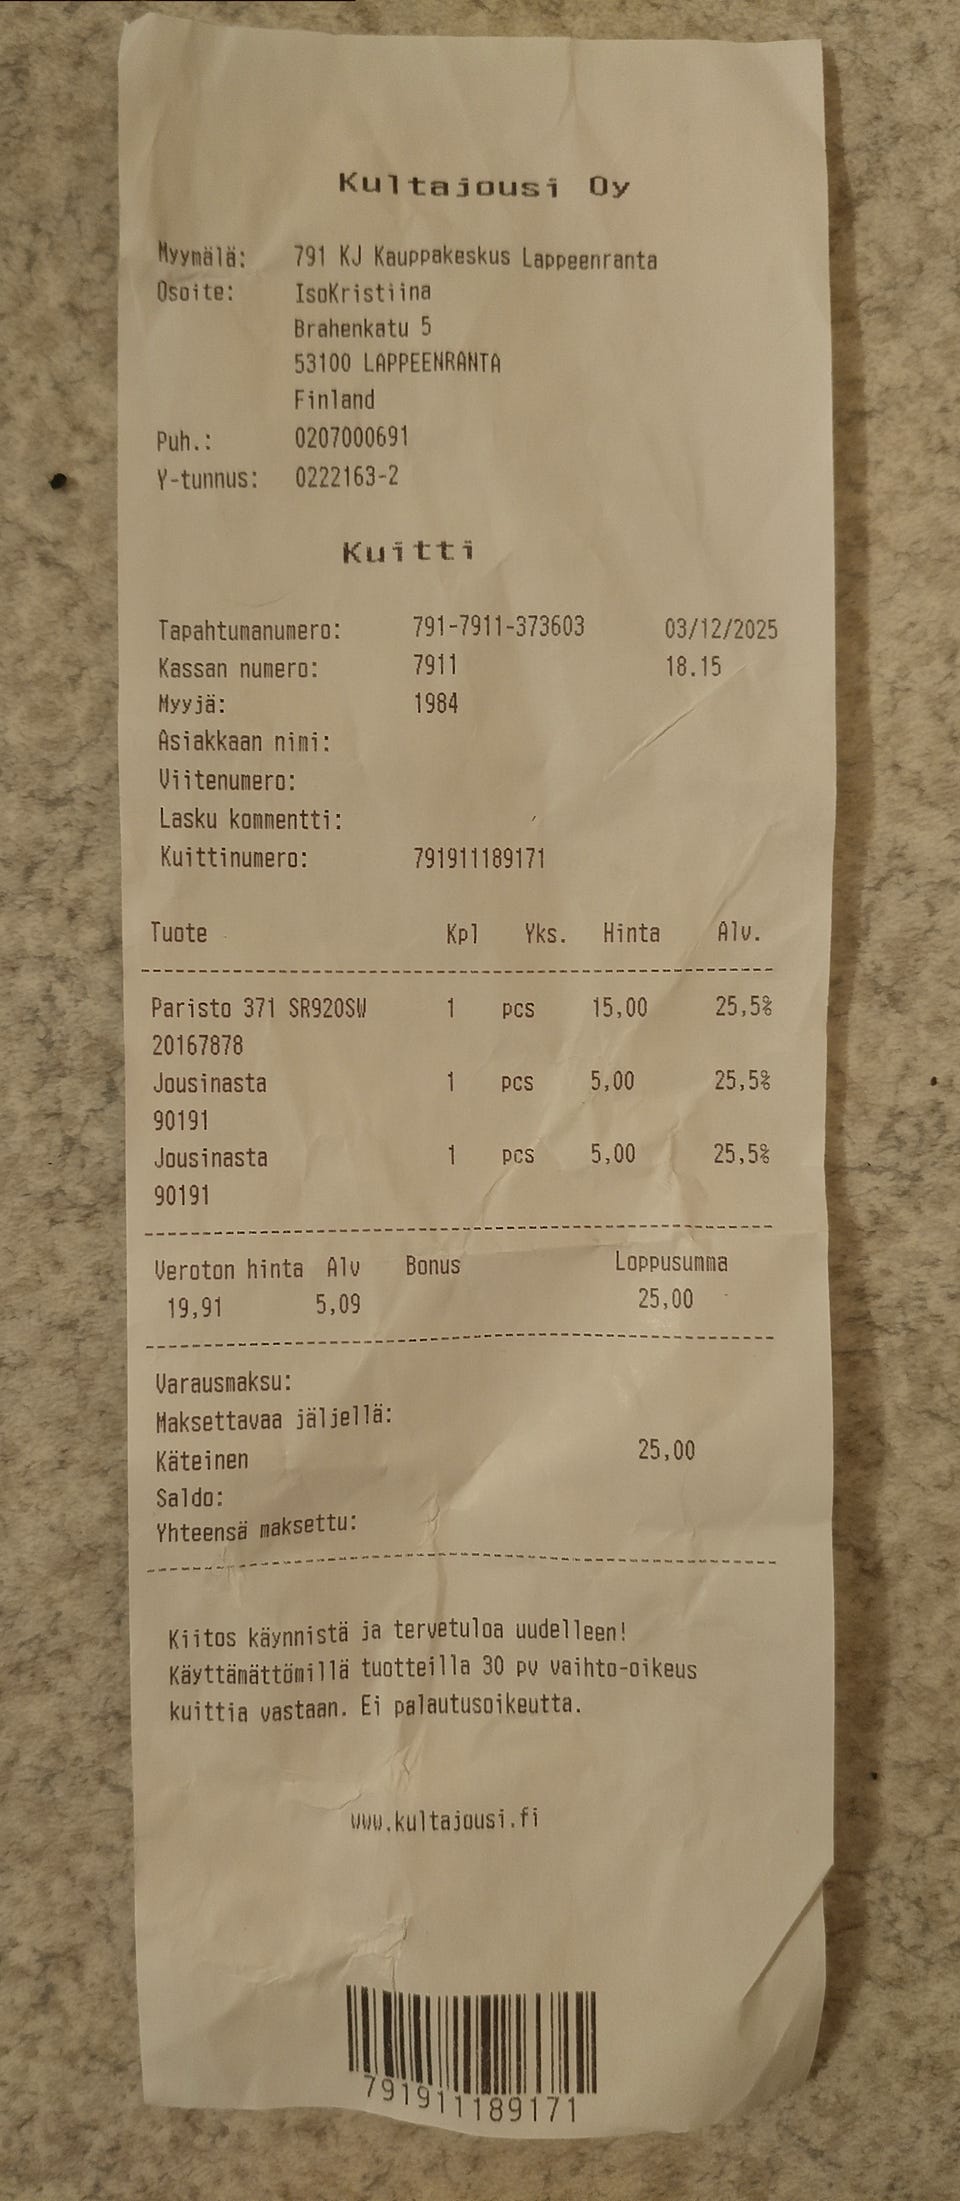 Kultajousi Oy
Myymälä: 791 KJ Kauppakeskus Lappeenranta
Osoite: IsoKristiina
Brahenkatu 5
53100 LAPPEENRANTA
Finland
Puh.: 0207000691
Y-tunnus: 0222163-2
Kuitti
Tapahtumanumero: 791-7911-373603 03/12/2025
Kassan numero: 7911 18.15
Myyjä: 1984
Asiakkaan nimi:
Viitenumero:
Lasku kommentti:
Kuittinumero: 791911189171
Tuote Kpl Yks. Hinta Alv.
Paristo 371 SR920SW 1 pcs 15,00 25,5%
20167878
Jousinasta 1 pcs 5,00 25,5%
90191
Jousinasta 1 pcs 5,00 25,5%
90191
Veroton hinta Alv Bonus Loppusumma
19,91 5,09 25,00
Varausmaksu:
Maksettavaa jäljellä:
Käteinen 25,00
Saldo:
Yhteensä maksettu:
Kiitos käynnistä ja tervetuloa uudelleen!
Käyttämättömillä tuotteilla 30 pv vaihto-oikeus
kuittia vastaan. Ei palautusoikeutta.
www.kultajousi.fi
791911189171